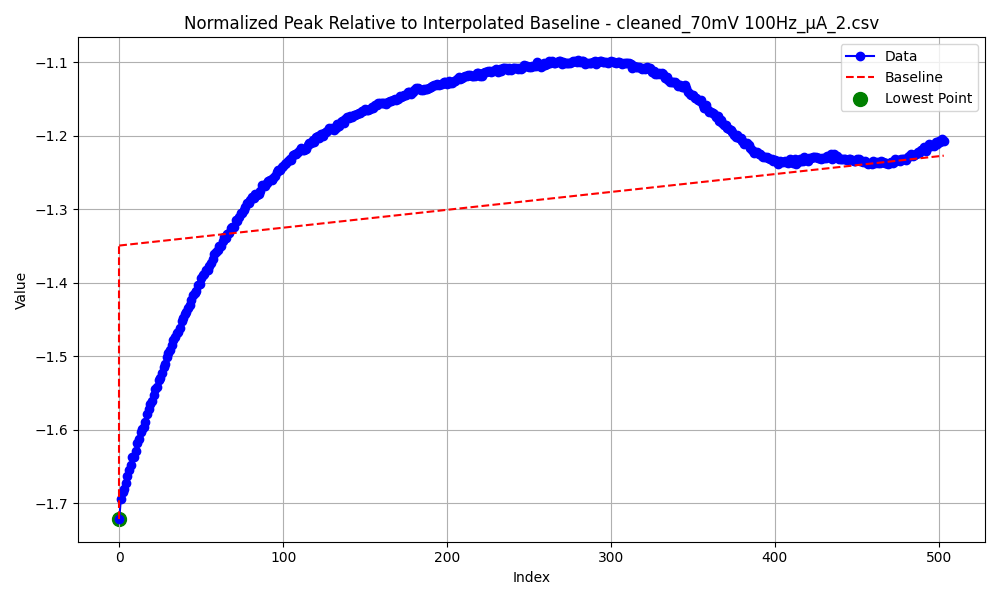 Normalized Peak Relative to Interpolated Baseline - cleaned_70mV 100Hz_μA_2.csv
Data
Baseline
Lowest Point
Value
−1.1
−1.2
−1.3
−1.4
−1.5
−1.6
−1.7
0 100 200 300 400 500
Index